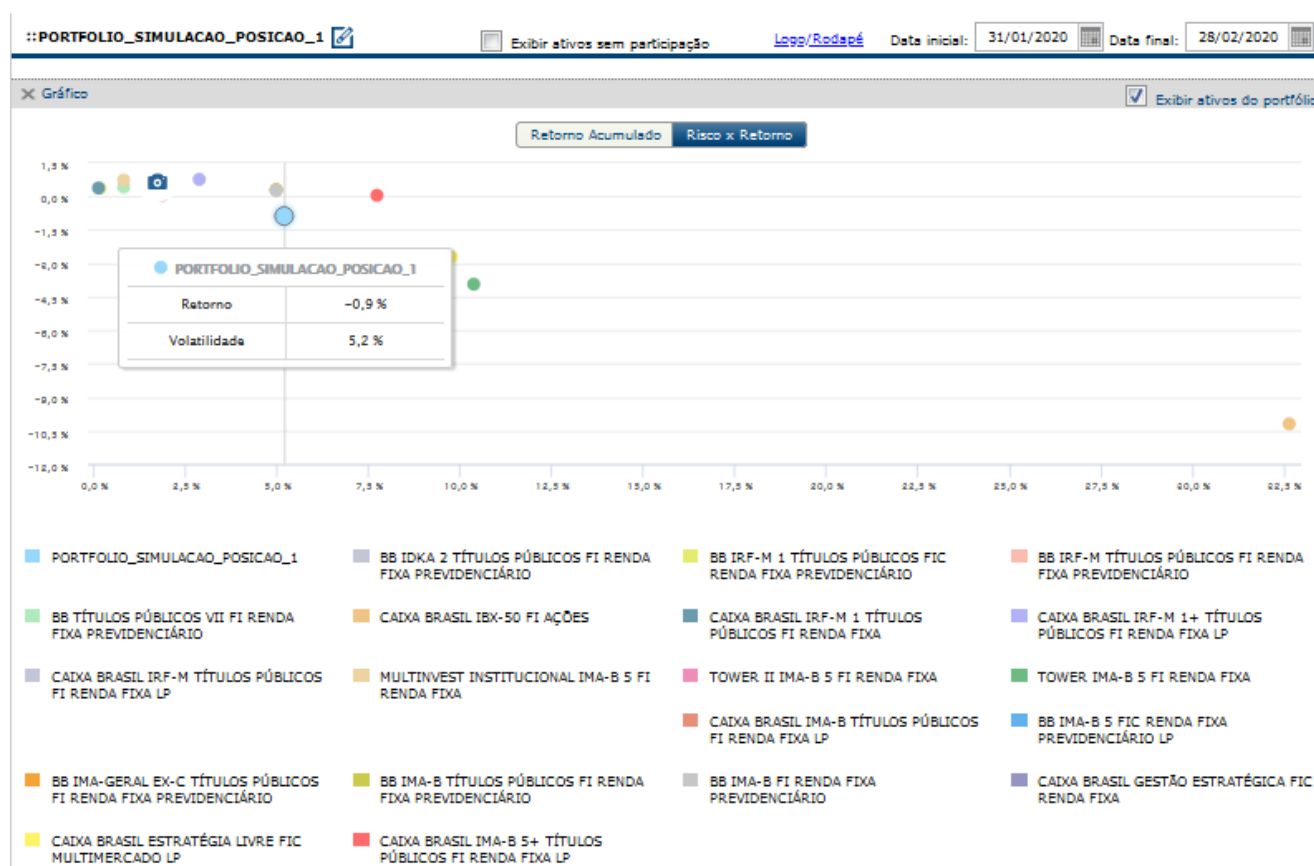 ::PORTFOLIO_SIMULACAO_POSICAO_1
Exibir ativos sem participação
Logo/Rodapé
Data inicial: 31/01/2020
Data final: 28/02/2020
Gráfico
Exibir ativos do portfólio
Retorno Acumulado
Risco x Retorno
1,5 %
0,0 %
-1,5 %
-3,0 %
-4,5 %
-6,0 %
-7,5 %
-9,0 %
-10,5 %
-12,0 %
PORTFOLIO_SIMULACAO_POSICAO_1
Retorno -0,9 %
Volatilidade 5,2 %
0,0 % 2,5 % 5,0 % 7,5 % 10,0 % 12,5 % 15,0 % 17,5 % 20,0 % 22,5 % 25,0 % 27,5 % 30,0 % 32,5 %
PORTFOLIO_SIMULACAO_POSICAO_1
BB IDKA 2 TÍTULOS PÚBLICOS FI RENDA
FIXA PREVIDENCIÁRIO
BB IRF-M 1 TÍTULOS PÚBLICOS FIC
RENDA FIXA PREVIDENCIÁRIO
BB IRF-M TÍTULOS PÚBLICOS FI RENDA
FIXA PREVIDENCIÁRIO
BB TÍTULOS PÚBLICOS VII FI RENDA
FIXA PREVIDENCIÁRIO
CAIXA BRASIL IBX-50 FI AÇÕES
CAIXA BRASIL IRF-M 1 TÍTULOS
PÚBLICOS FI RENDA FIXA
CAIXA BRASIL IRF-M 1+ TÍTULOS
PÚBLICOS FI RENDA FIXA LP
CAIXA BRASIL IRF-M TÍTULOS PÚBLICOS
FI RENDA FIXA LP
MULTINVEST INSTITUCIONAL IMA-B 5 FI
RENDA FIXA
TOWER II IMA-B 5 FI RENDA FIXA
TOWER IMA-B 5 FI RENDA FIXA
CAIXA BRASIL IMA-B TÍTULOS PÚBLICOS
FI RENDA FIXA LP
BB IMA-B 5 FIC RENDA FIXA
PREVIDENCIÁRIO LP
BB IMA-GERAL EX-C TÍTULOS PÚBLICOS
FI RENDA FIXA PREVIDENCIÁRIO
BB IMA-B TÍTULOS PÚBLICOS FI RENDA
FIXA PREVIDENCIÁRIO
BB IMA-B FI RENDA FIXA
PREVIDENCIÁRIO
CAIXA BRASIL GESTÃO ESTRATÉGICA FIC
RENDA FIXA
CAIXA BRASIL ESTRATÉGIA LIVRE FIC
MULTIMERCADO LP
CAIXA BRASIL IMA-B 5+ TÍTULOS
PÚBLICOS FI RENDA FIXA LP